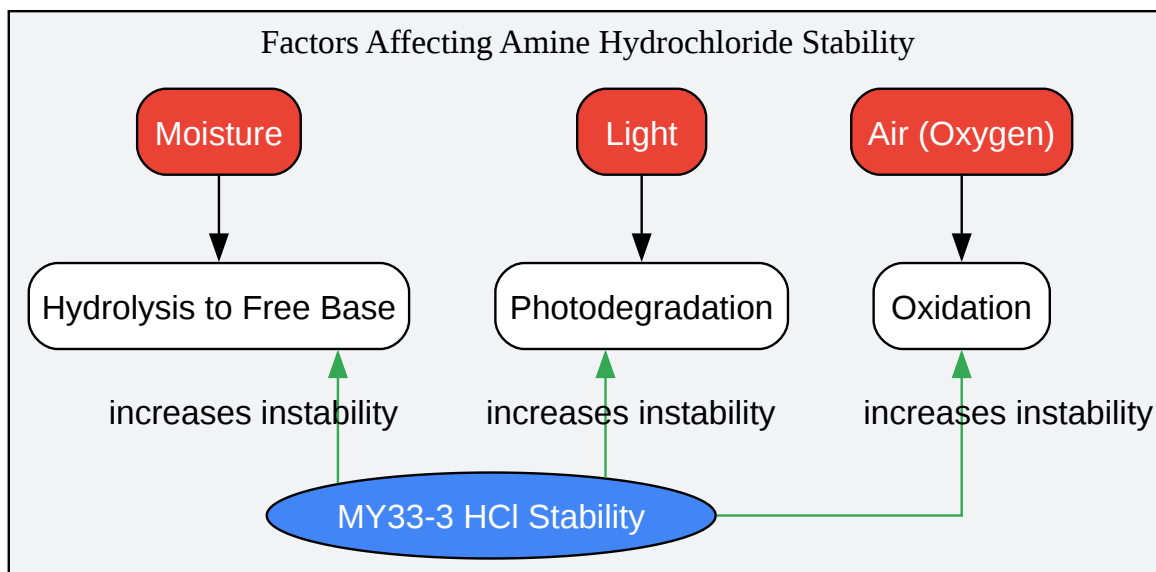 Factors Affecting Amine Hydrochloride Stability
Moisture
Light
Air (Oxygen)
Hydrolysis to Free Base
Photodegradation
Oxidation
increases instability
increases instability
increases instability
MY33-3 HCl Stability